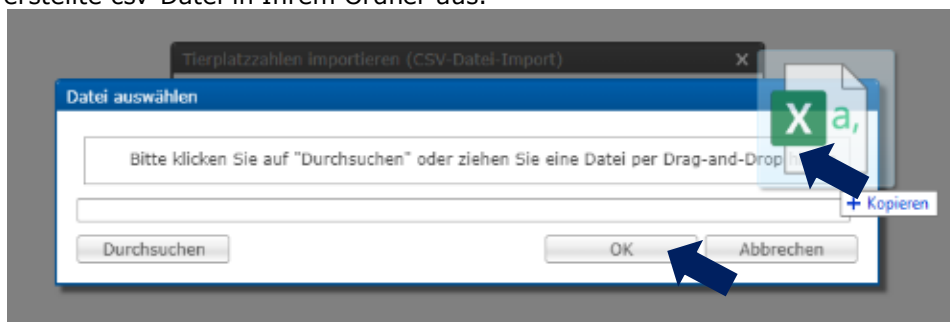 erstellte csv-Datei in Ihrem Ordner aus.
Tierplatzzahlen importieren (CSV-Datei-Import) X
Datei auswählen
X a,
Bitte klicken Sie auf "Durchsuchen" oder ziehen Sie eine Datei per Drag-and-Drop
+ Kopieren
Durchsuchen OK Abbrechen